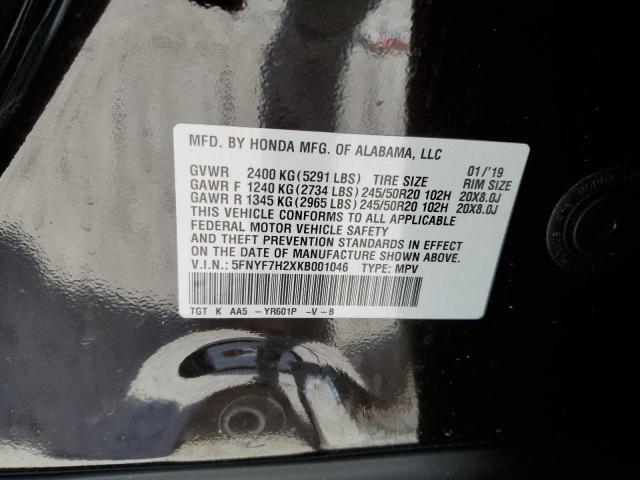 MFD. BY HONDA MFG. OF ALABAMA, LLC
GVWR 2400 KG (5291 LBS) TIRE SIZE 01/'19 RIM SIZE
GAWR F 1240 KG (2734 LBS) 245/50R20 102H 20X8.0J
GAWR R 1345 KG (2965 LBS) 245/50R20 102H 20X8.0J
THIS VEHICLE CONFORMS TO ALL APPLICABLE
FEDERAL MOTOR VEHICLE SAFETY
AND THEFT PREVENTION STANDARDS IN EFFECT
ON THE DATE OF MANUFACTURE SHOWN ABOVE.
V.I.N.: 5FNYF7H2XKB001046 TYPE: MPV
TGT K AA5 -YR601P -V-B